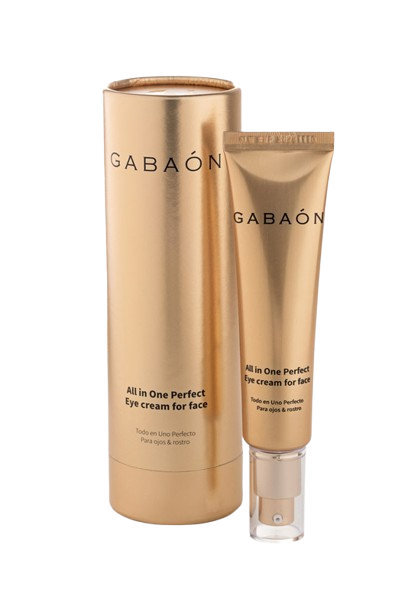 GABAÓN
All in One Perfect
Eye cream for face
Todo en Uno Perfecto
Para ojos & rostro
GABAÓN
All in One Perfect
Eye cream for face
Todo en Uno Perfecto
Para ojos & rostro